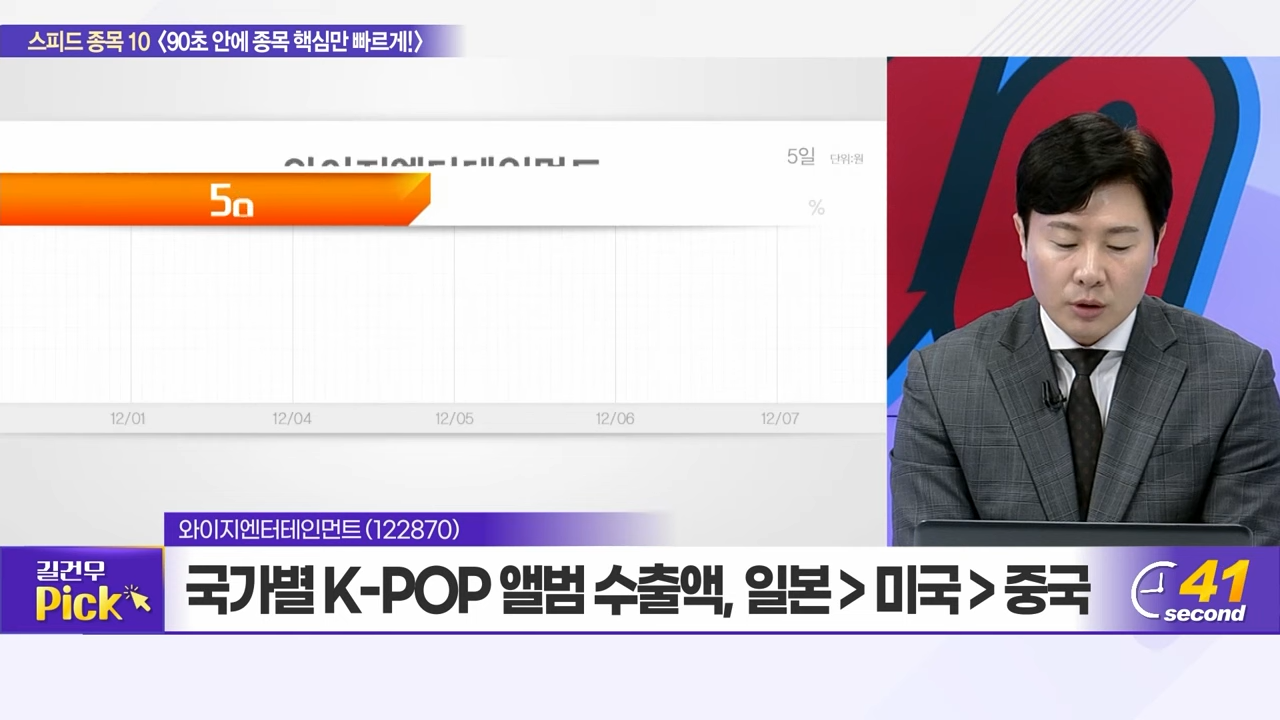 스피드 종목 10 〈90초 안에 종목 핵심만 빠르게!〉
5일 단위:원
%
12/01 12/04 12/05 12/06 12/07
와이지엔터테인먼트 (122870)
길건무
Pick
국가별 K-POP 앨범 수출액, 일본 > 미국 > 중국
41
second